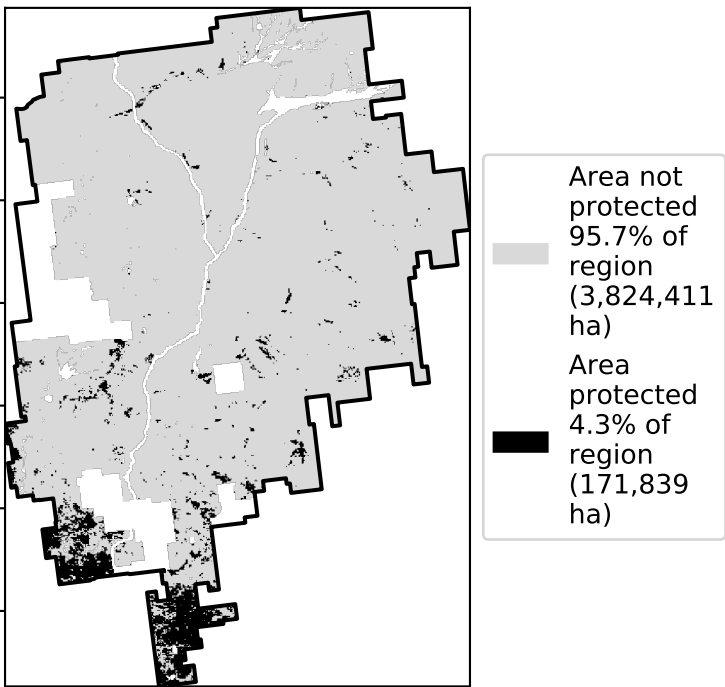 Area not
protected
95.7% of
region
(3,824,411
ha)
Area
protected
4.3% of
region
(171,839
ha)